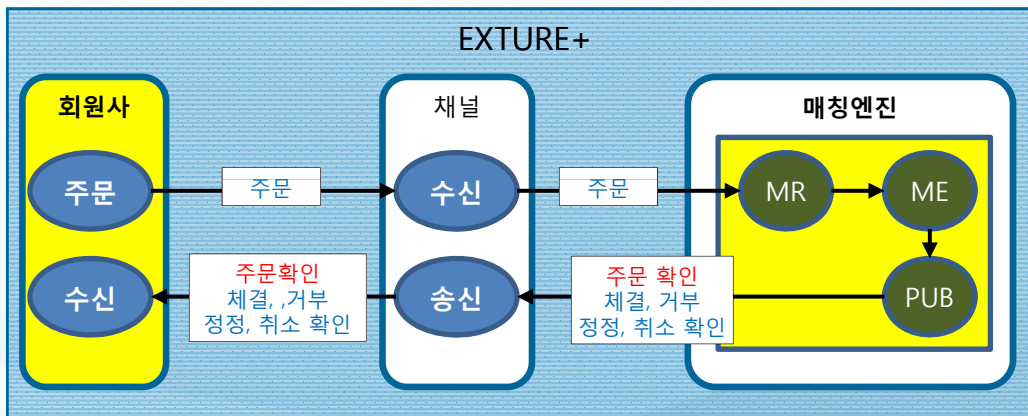 EXTURE+
회원사
채널
매칭엔진
주문
주문
수신
주문
MR
ME
수신
주문확인
체결, ,거부
정정, 취소 확인
송신
주문 확인
체결, 거부
정정, 취소 확인
PUB